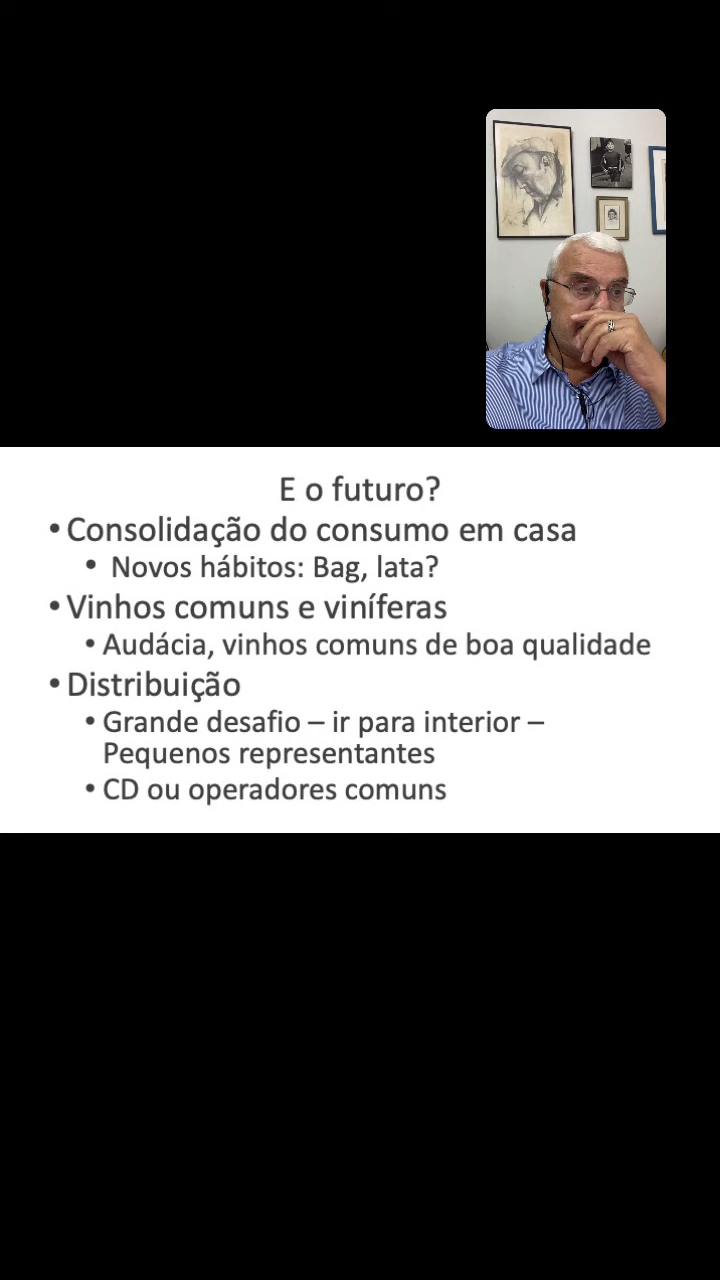 E o futuro?
• Consolidação do consumo em casa
• Novos hábitos: Bag, lata?
• Vinhos comuns e viníferas
• Audácia, vinhos comuns de boa qualidade
• Distribuição
• Grande desafio – ir para interior –
Pequenos representantes
• CD ou operadores comuns